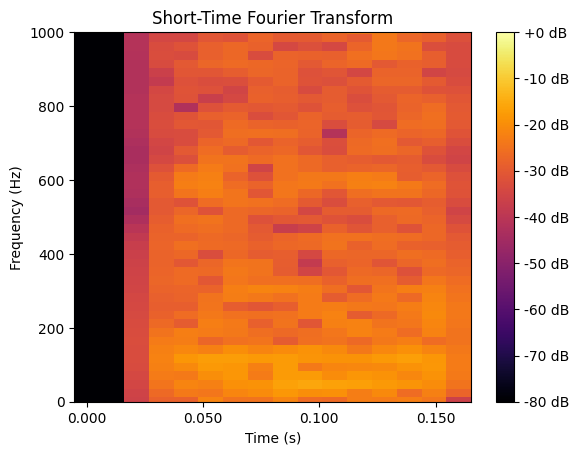 Short-Time Fourier Transform
1000
800
600
400
200
0
Frequency (Hz)
0.000
0.050
0.100
0.150
Time (s)
+0 dB
-10 dB
-20 dB
-30 dB
-40 dB
-50 dB
-60 dB
-70 dB
-80 dB